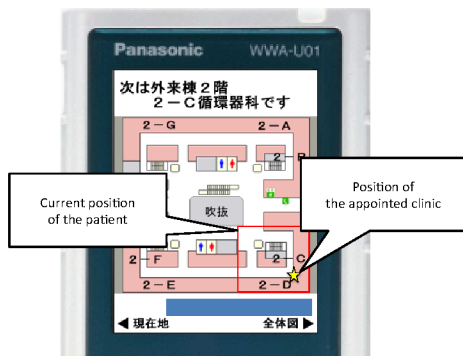 Panasonic WWA-U01
次は外来棟2階
2-C循環器科です
2-G 2-A
2-B
Current position
of the patient
Position of
the appointed clinic
吹抜
2-F 2-C
2-E 2-D
◀ 現在地 全体図 ▶